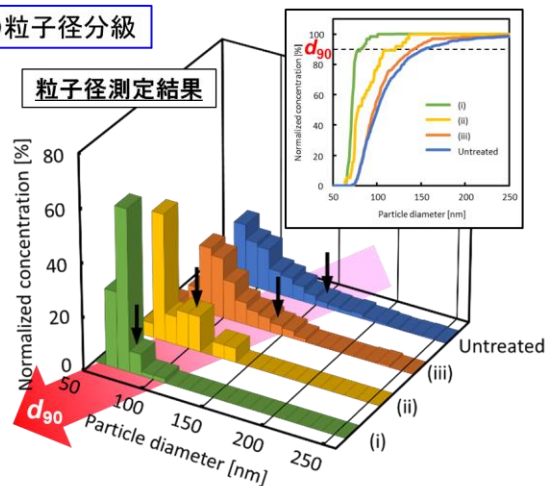 粒子径分級
粒子径測定結果
Normalized concentration [%]
80
60
40
20
0
50
100
150
200
250
Particle diameter [nm]
d90
Untreated
(iii)
(ii)
(i)
Normalized concentration [%]
100
80
60
40
20
0
50
100
150
200
250
Particle diameter [nm]
d90
(i)
(ii)
(iii)
Untreated